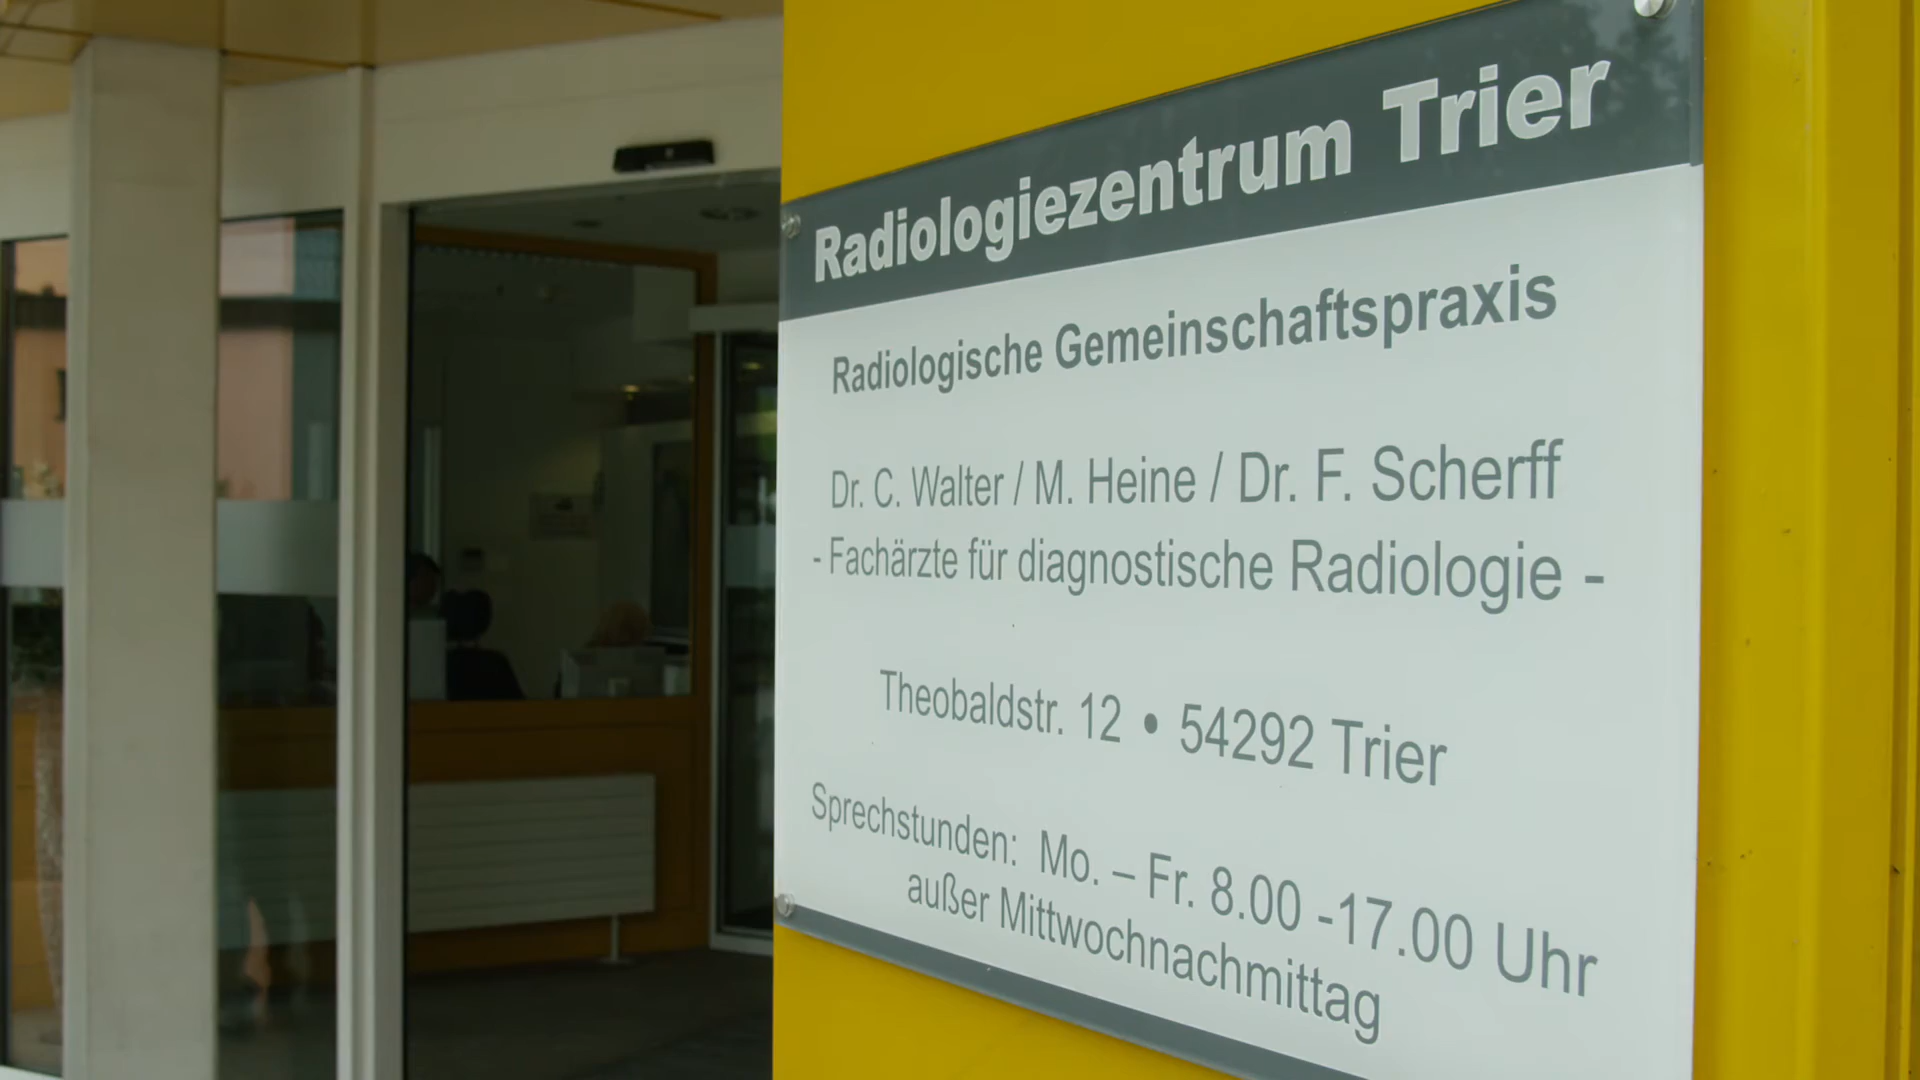 Radiologiezentrum Trier
Radiologische Gemeinschaftspraxis
Dr. C. Walter / M. Heine / Dr. F. Scherff
- Fachärzte für diagnostische Radiologie -
Theobaldstr. 12 • 54292 Trier
Sprechstunden: Mo. – Fr. 8.00 -17.00 Uhr
außer Mittwochnachmittag